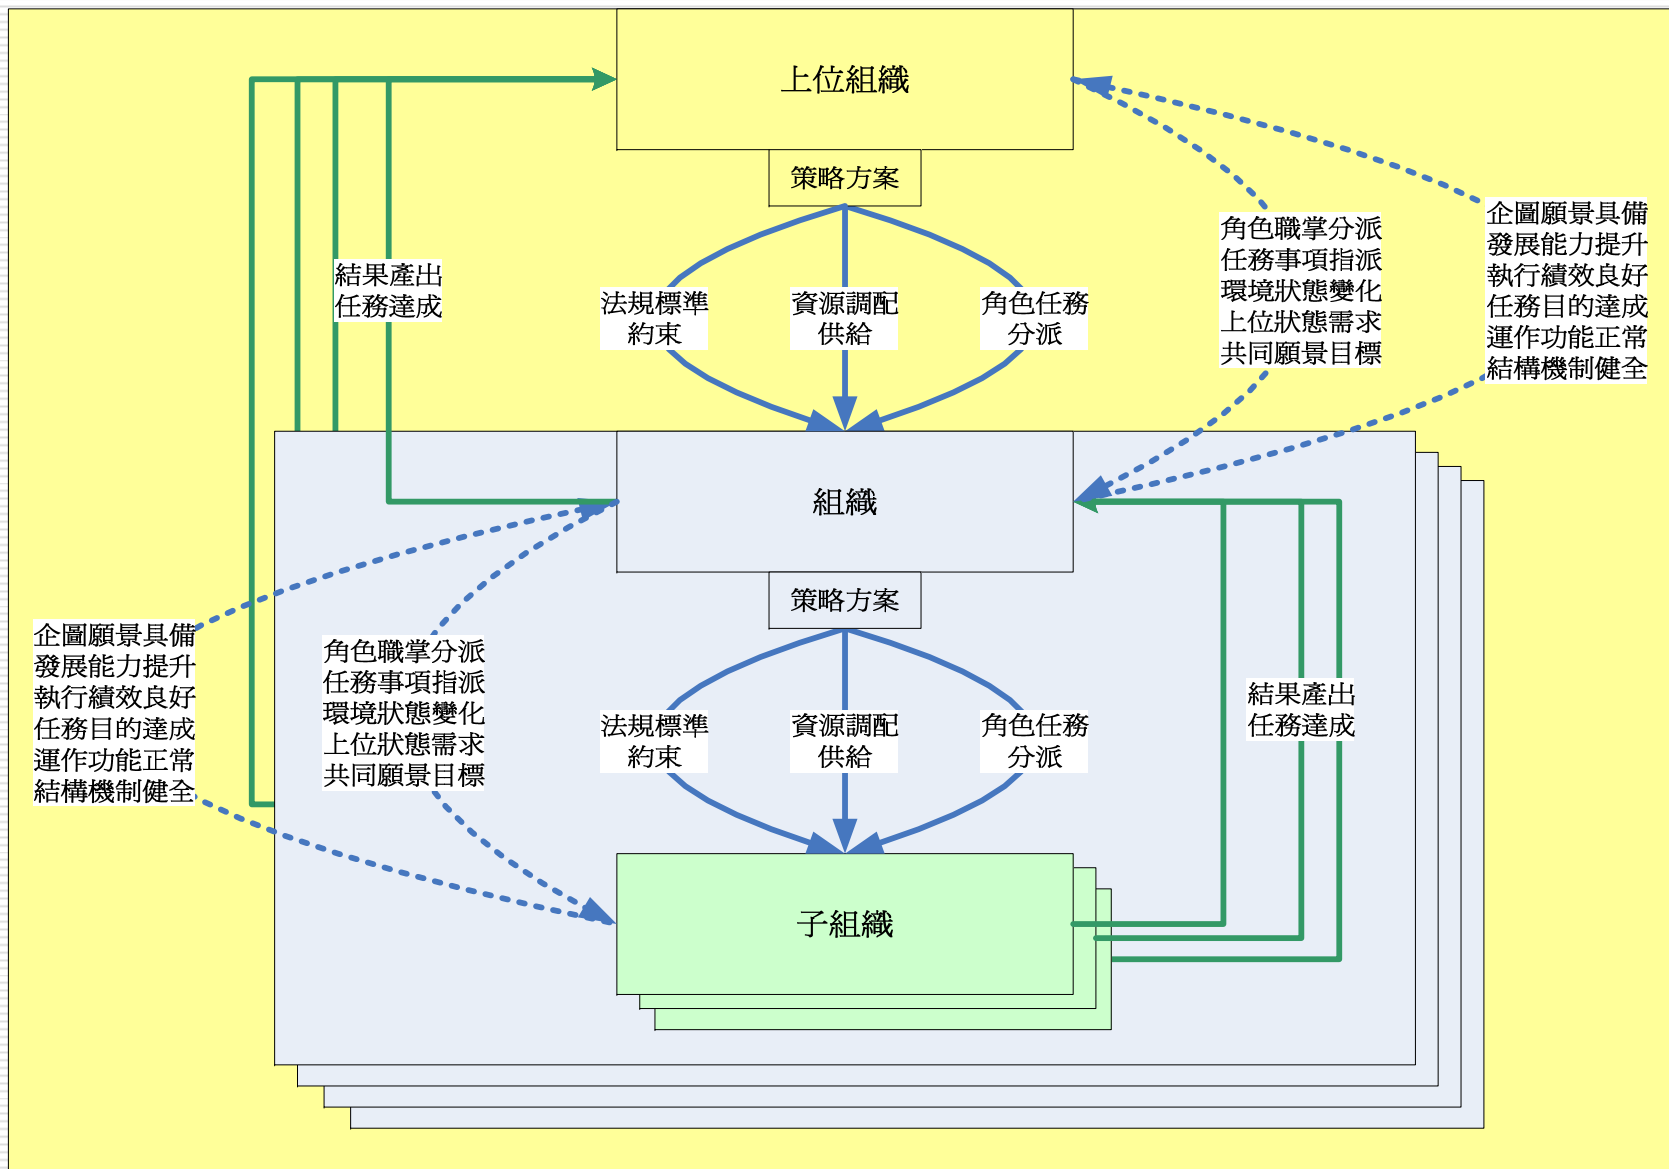 上位組織
策略方案
結果產出
任務達成
法規標準
約束
資源調配
供給
角色任務
分派
角色職掌分派
任務事項指派
環境狀態變化
上位狀態需求
共同願景目標
企圖願景具備
發展能力提升
執行績效良好
任務目的達成
運作功能正常
結構機制健全
組織
策略方案
企圖願景具備
發展能力提升
執行績效良好
任務目的達成
運作功能正常
結構機制健全
角色職掌分派
任務事項指派
環境狀態變化
上位狀態需求
共同願景目標
法規標準
約束
資源調配
供給
角色任務
分派
結果產出
任務達成
子組織